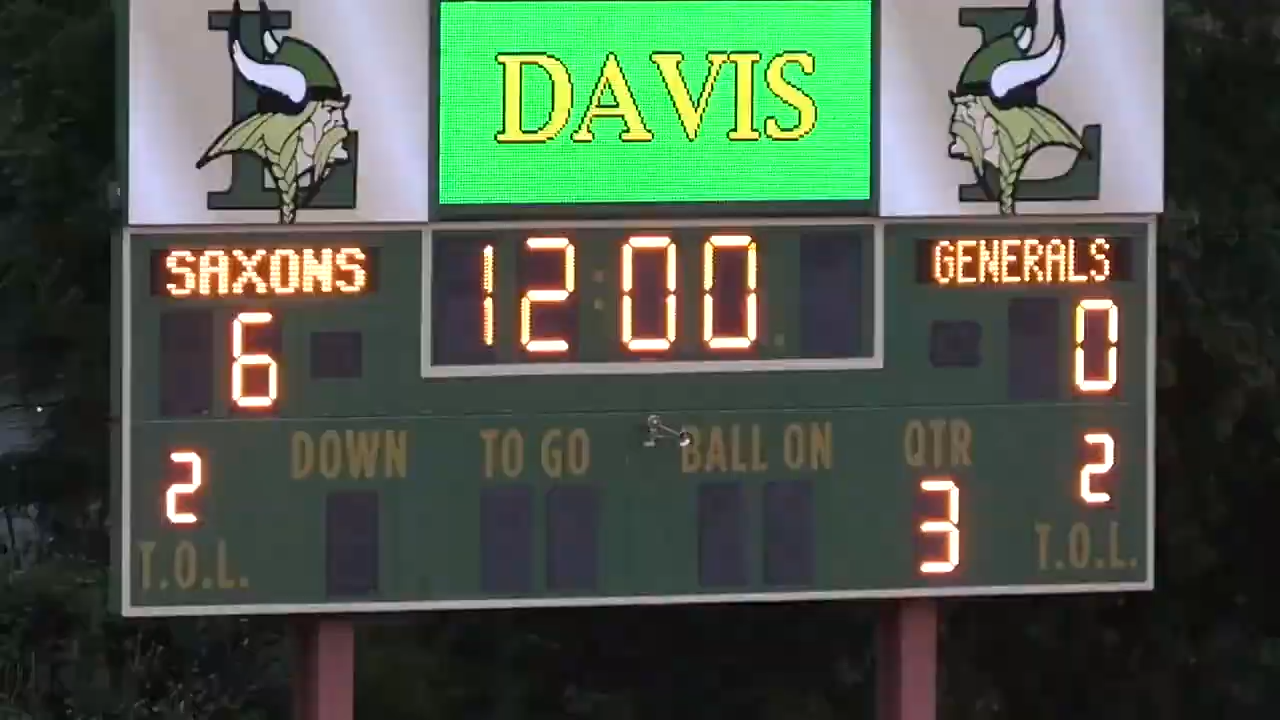 L
DAVIS
L
SAXONS
12:00
GENERALS
6
0
DOWN
TO GO
BALL ON
QTR
2
3
2
T.O.L.
T.O.L.